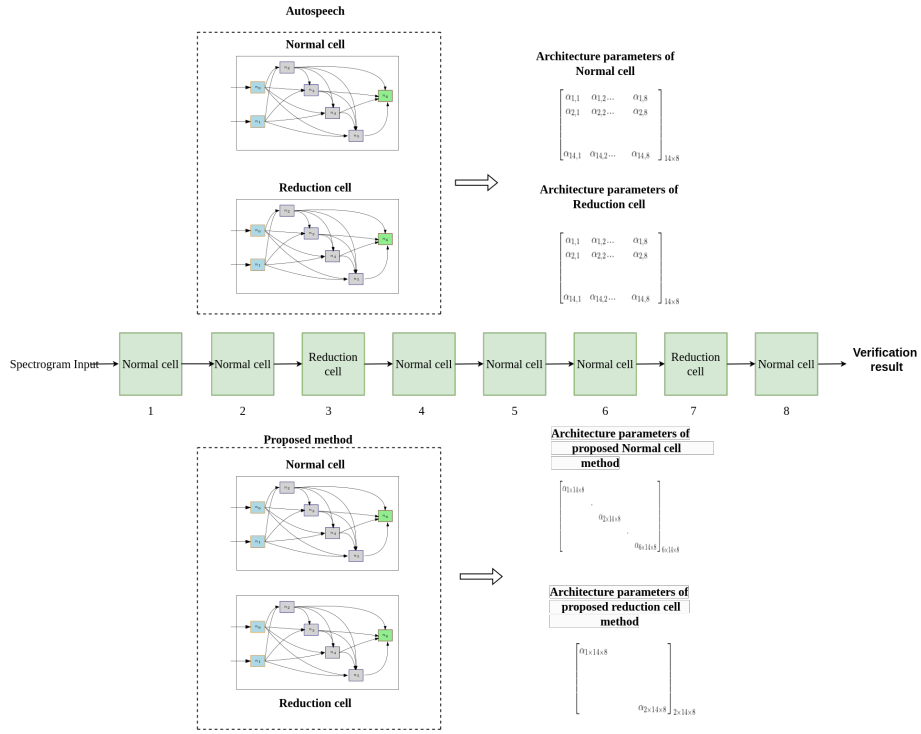 Autospeech
Normal cell
Reduction cell
Architecture parameters of
Normal cell
α1,1 α1,2... α1,8
α2,1 α2,2... α2,8
α14,1 α14,2... α14,8
14×8
Architecture parameters of
Reduction cell
α1,1 α1,2... α1,8
α2,1 α2,2... α2,8
α14,1 α14,2... α14,8
14×8
Spectrogram Input
Normal cell
Normal cell
Reduction
cell
Normal cell
Normal cell
Normal cell
Reduction
cell
Normal cell
Verification
result
1 2 3 4 5 6 7 8
Proposed method
Normal cell
Reduction cell
Architecture parameters of
proposed Normal cell
method
α1×14×8
α2×14×8
α6×14×8
6×14×8
Architecture parameters of
proposed reduction cell
method
α1×14×8
α2×14×8
2×14×8